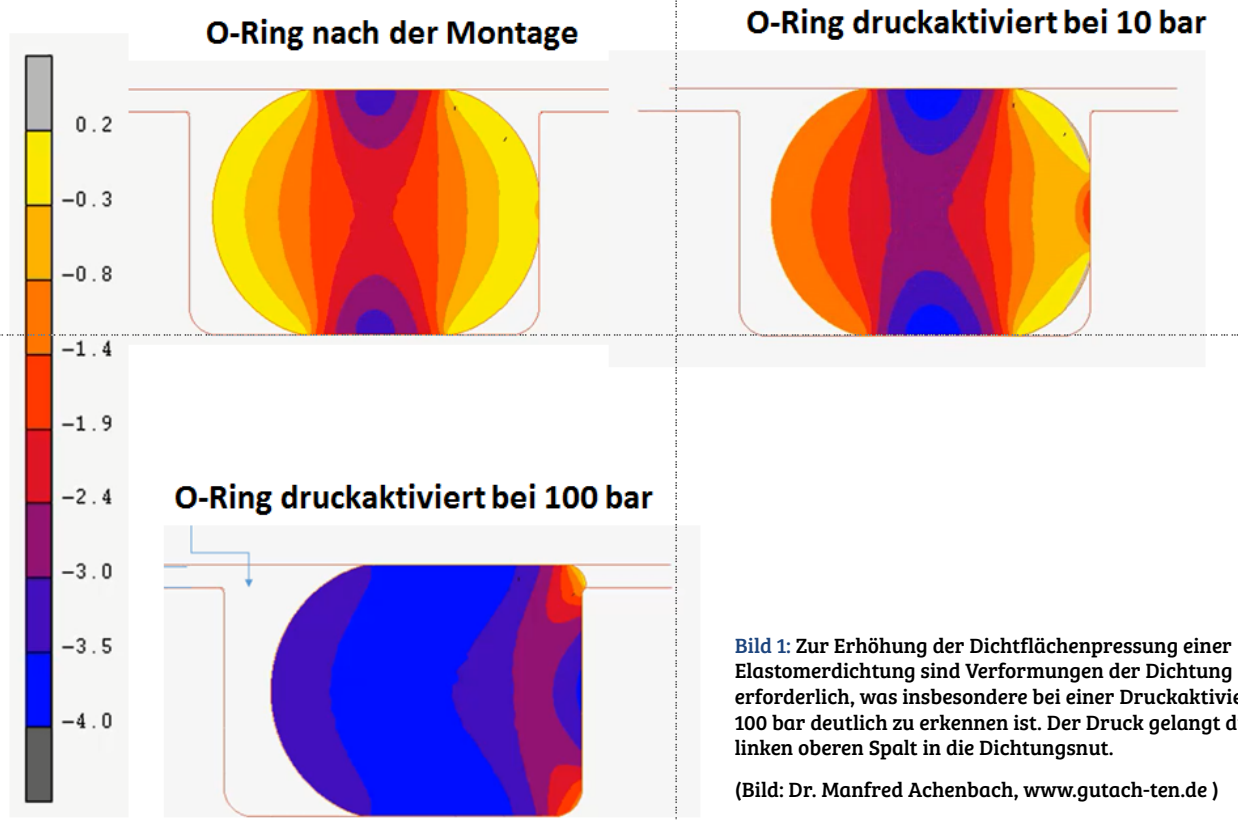 O-Ring nach der Montage
O-Ring druckaktiviert bei 10 bar
0.2
-0.3
-0.8
-1.4
-1.9
-2.4
-3.0
-3.5
-4.0
O-Ring druckaktiviert bei 100 bar
Bild 1: Zur Erhöhung der Dichtflächenpressung einer
Elastomerdichtung sind Verformungen der Dichtung
erforderlich, was insbesondere bei einer
100 bar deutlich zu erkennen ist. Der Druck gelangt
linken oberen Spalt in die Dichtungsnut.
(Bild: Dr. Manfred Achenbach, www.gutach-ten.de )